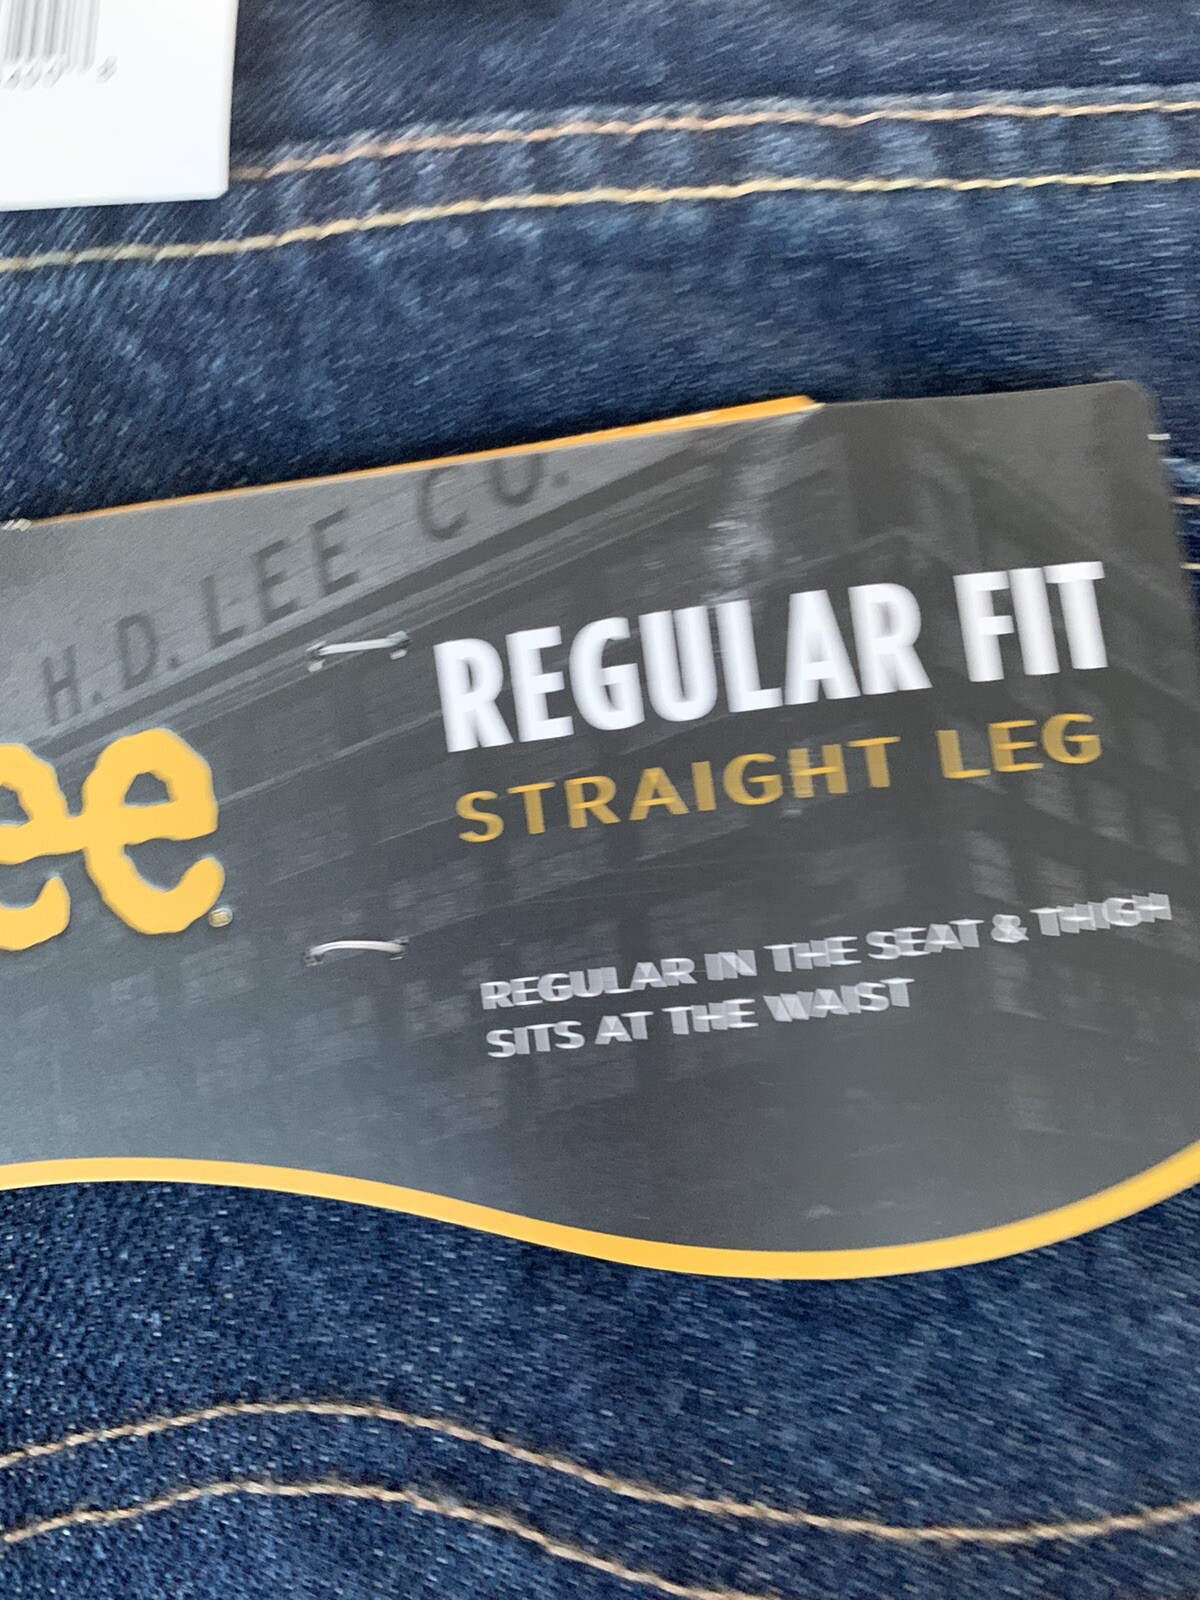 H. D. LEE CO.
ee
REGULAR FIT
STRAIGHT LEG
REGULAR IN THE SEAT & THIGH
SITS AT THE WAIST